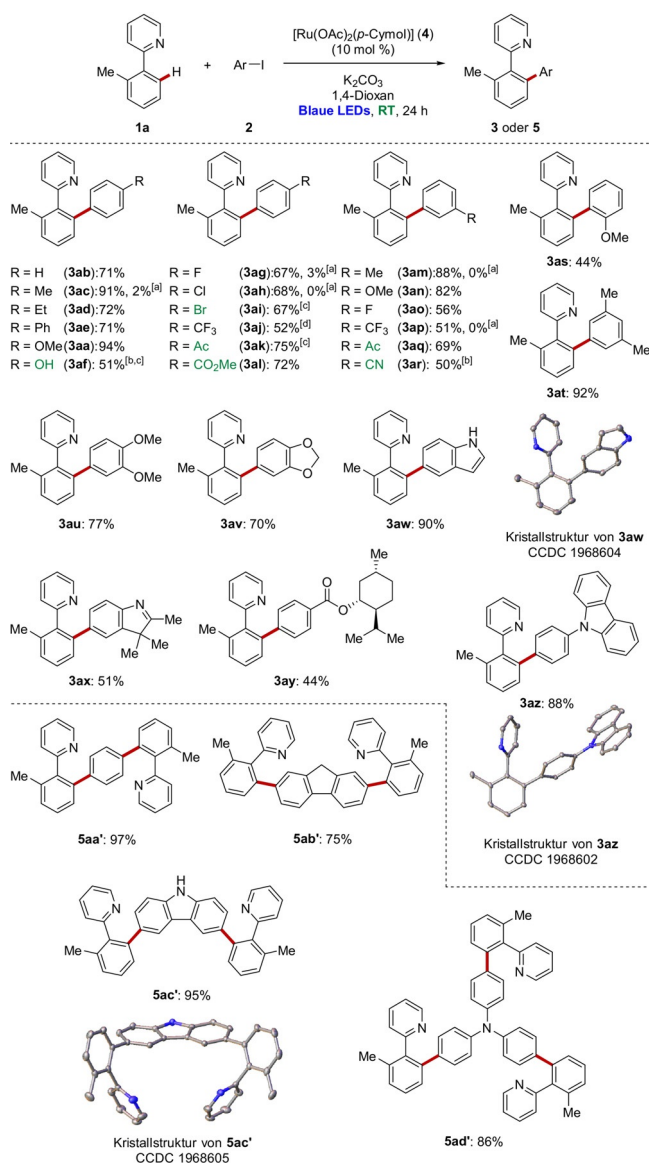 [Ru(OAc)2(p-Cymol)] (4)
(10 mol %)
K2CO3
1,4-Dioxan
Blaue LEDs, RT, 24 h
N
Me
H
1a
+
Ar—I
2
N
Me
Ar
3 oder 5
N
Me
R
N
Me
R
N
Me
R
N
Me
OMe
3as: 44%
R = H (3ab):71%
R = Me (3ac):91%, 2%[a]
R = Et (3ad):72%
R = Ph (3ae):71%
R = OMe (3aa):94%
R = OH (3af):51%[b,c]
R = F (3ag):67%, 3%[a]
R = Cl (3ah):68%, 0%[a]
R = Br (3ai):67%[c]
R = CF3 (3aj):52%[d]
R = Ac (3ak):75%[c]
R = CO2Me (3al):72%
R = Me (3am):88%, 0%[a]
R = OMe (3an):82%
R = F (3ao):56%
R = CF3 (3ap):51%, 0%[a]
R = Ac (3aq):69%
R = CN (3ar):50%[b]
N
Me
Me
Me
3at: 92%
N
Me
OMe
OMe
3au: 77%
N
Me
O
O
3av: 70%
N
Me
H
N
3aw: 90%
Kristallstruktur von 3aw
CCDC 1968604
N
Me
N
Me
Me
Me
3ax: 51%
N
Me
O
O
Me
Me
Me
3ay: 44%
N
Me
N
3az: 88%
Kristallstruktur von 3az
CCDC 1968602
N
Me
Me
N
5aa': 97%
Me
N
N
Me
5ab': 75%
H
N
N
N
Me
Me
5ac': 95%
Kristallstruktur von 5ac'
CCDC 1968605
Me
N
N
Me
N
N
Me
5ad': 86%